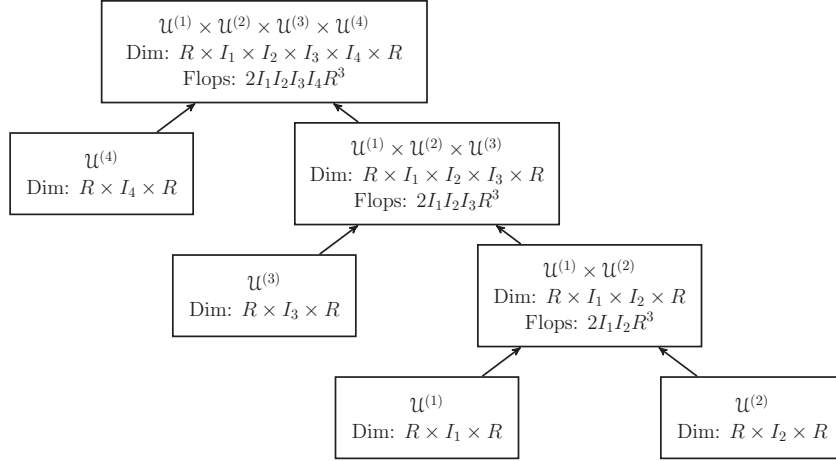 𝒰⁽¹⁾ × 𝒰⁽²⁾ × 𝒰⁽³⁾ × 𝒰⁽⁴⁾
Dim: R × I₁ × I₂ × I₃ × I₄ × R
Flops: 2I₁I₂I₃I₄R³
𝒰⁽⁴⁾
Dim: R × I₄ × R
𝒰⁽¹⁾ × 𝒰⁽²⁾ × 𝒰⁽³⁾
Dim: R × I₁ × I₂ × I₃ × R
Flops: 2I₁I₂I₃R³
𝒰⁽³⁾
Dim: R × I₃ × R
𝒰⁽¹⁾ × 𝒰⁽²⁾
Dim: R × I₁ × I₂ × R
Flops: 2I₁I₂R³
𝒰⁽¹⁾
Dim: R × I₁ × R
𝒰⁽²⁾
Dim: R × I₂ × R